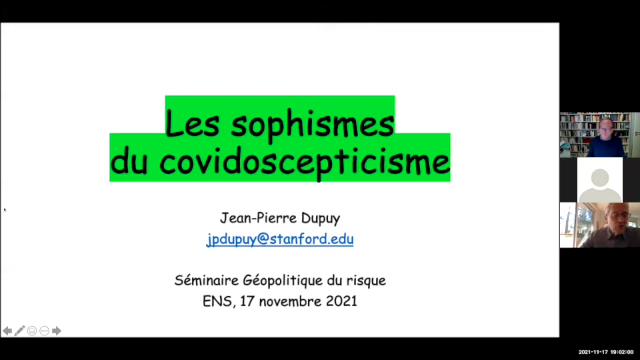 Les sophismes
du covidoscepticisme
Jean-Pierre Dupuy
jpdupuy@stanford.edu
Séminaire Géopolitique du risque
ENS, 17 novembre 2021
2021-11-17 19:02:00